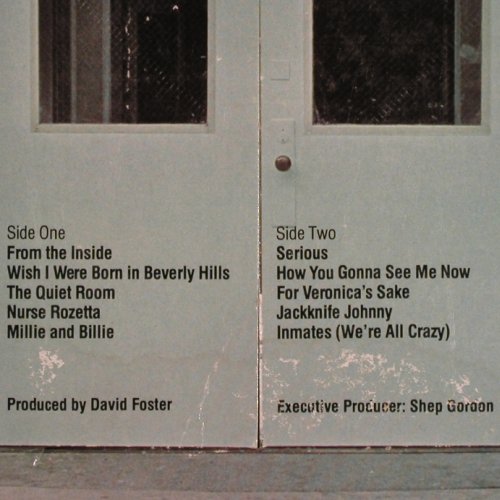 Side One
From the Inside
Wish I Were Born in Beverly Hills
The Quiet Room
Nurse Rozetta
Millie and Billie
Produced by David Foster
Side Two
Serious
How You Gonna See Me Now
For Veronica's Sake
Jackknife Johnny
Inmates (We're All Crazy)
Executive Producer: Shep Gordon